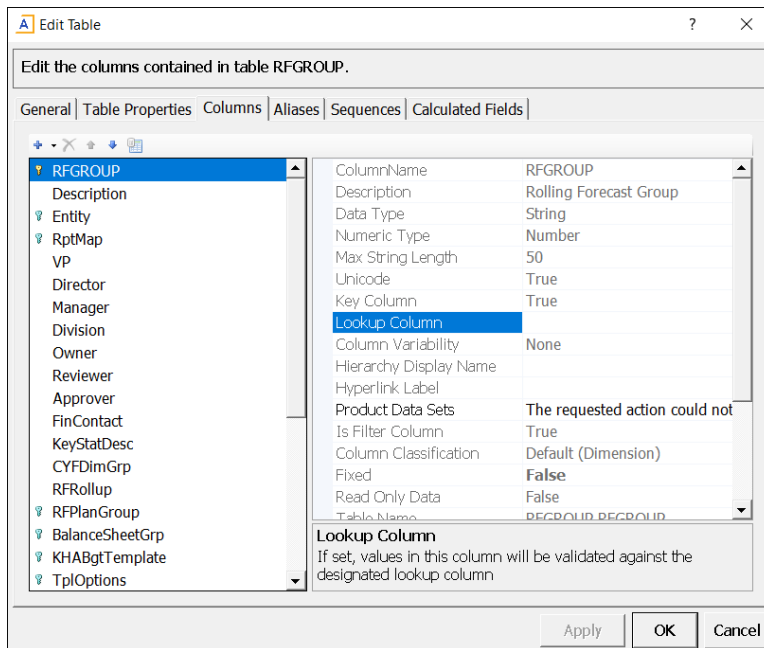 A Edit Table ?
Edit the columns contained in table RFGROUP.
General Table Properties Columns Aliases Sequences Calculated Fields
RFGROUP
Description
Entity
RptMap
VP
Director
Manager
Division
Owner
Reviewer
Approver
FinContact
KeyStatDesc
CYFDimGrp
RFRollup
RFPlanGroup
BalanceSheetGrp
KHABgtTemplate
TplOptions
ColumnName RFGROUP
Description Rolling Forecast Group
Data Type String
Numeric Type Number
Max String Length 50
Unicode True
Key Column True
Lookup Column
Column Variability None
Hierarchy Display Name
Hyperlink Label
Product Data Sets The requested action could not
Is Filter Column True
Column Classification Default (Dimension)
Fixed False
Read Only Data False
Table Name RFGROUP.RFGROUP
Lookup Column
If set, values in this column will be validated against the
designated lookup column
Apply OK Cancel